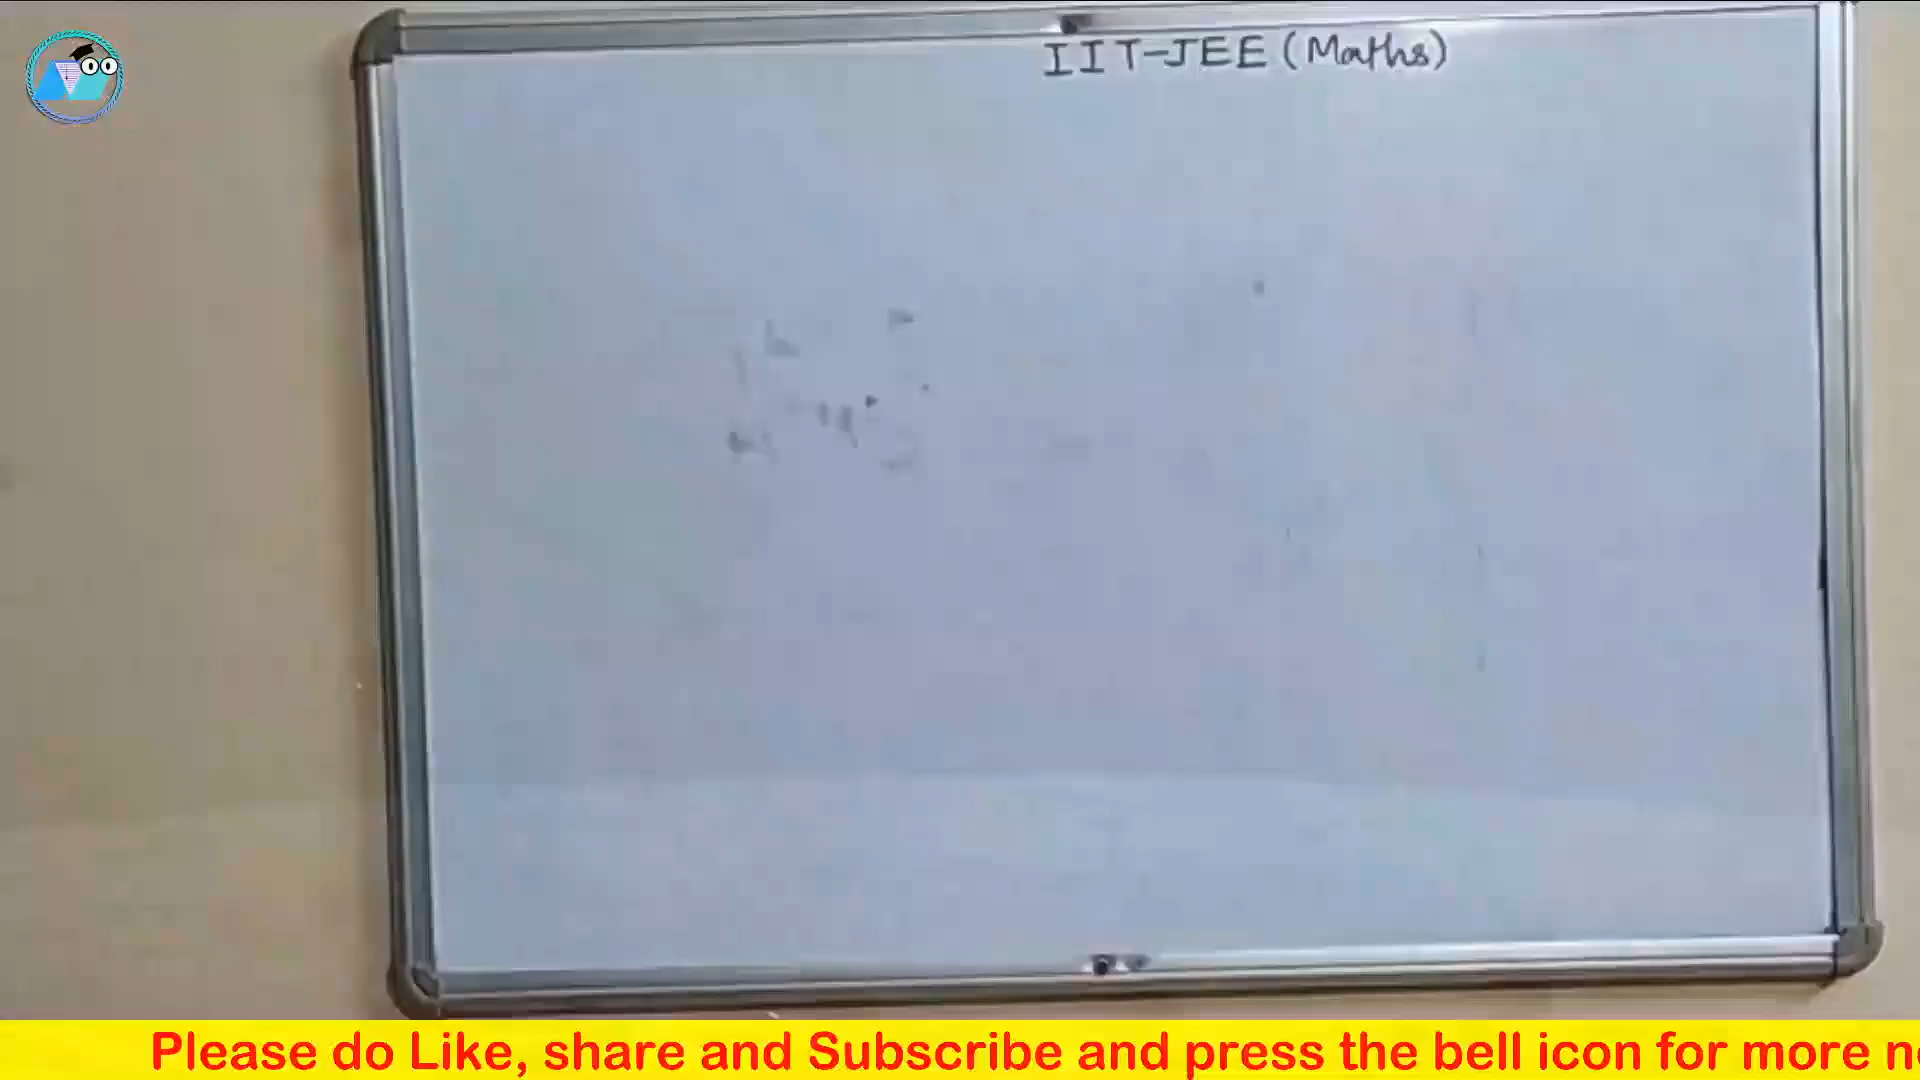 IIT-JEE (Maths)
Please do Like, share and Subscribe and press the bell icon for more